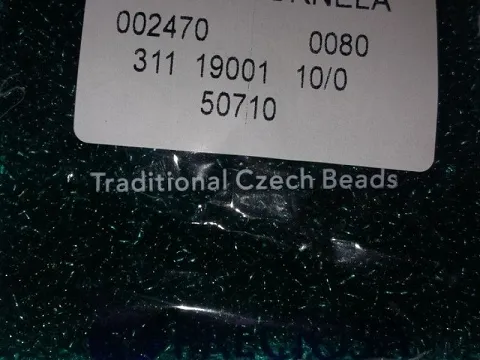 002470 0080
311 19001 10/0
50710
Traditional Czech Beads